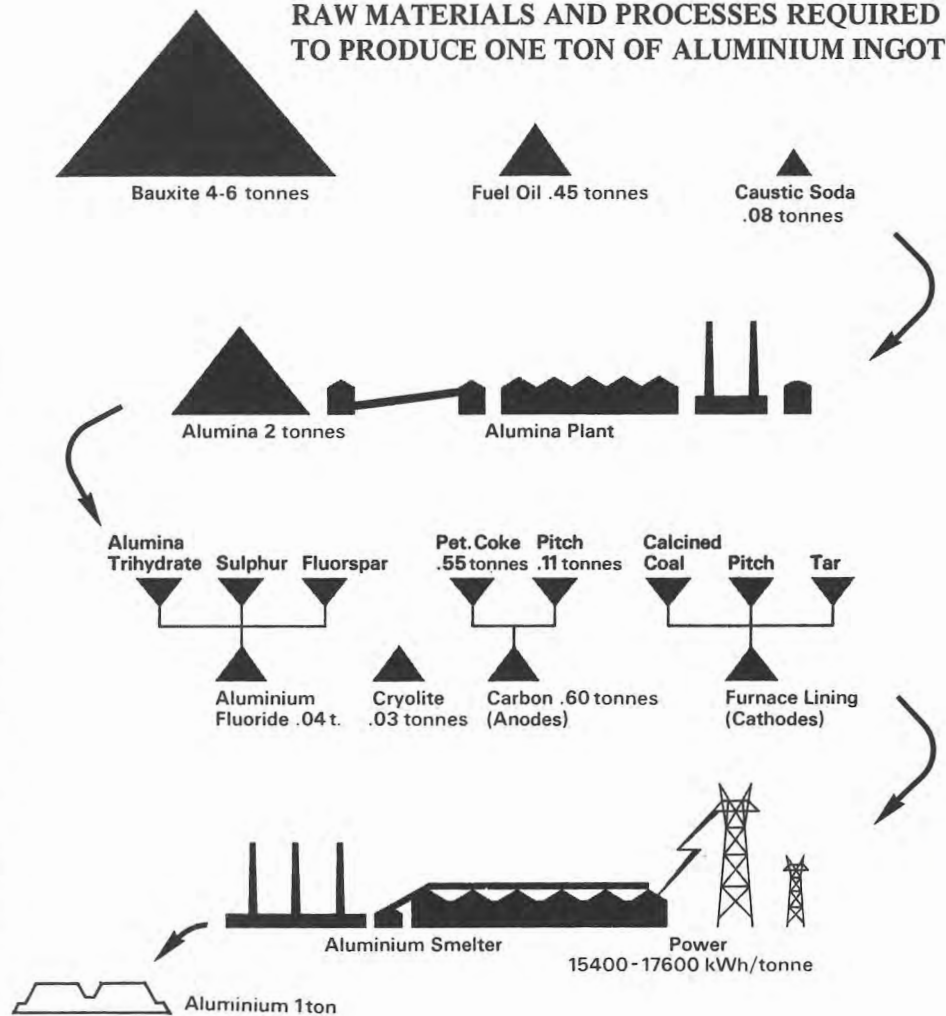 RAW MATERIALS AND PROCESSES REQUIRED
TO PRODUCE ONE TON OF ALUMINIUM INGOT
Bauxite 4-6 tonnes
Fuel Oil .45 tonnes
Caustic Soda
.08 tonnes
Alumina 2 tonnes
Alumina Plant
Alumina
Trihydrate
Sulphur
Fluorspar
Pet. Coke
.55 tonnes
Pitch
.11 tonnes
Calcined
Coal
Pitch
Tar
Aluminium
Fluoride .04 t.
Cryolite
.03 tonnes
Carbon .60 tonnes
(Anodes)
Furnace Lining
(Cathodes)
Aluminium Smelter
Power
15400-17600 kWh/tonne
Aluminium 1 ton